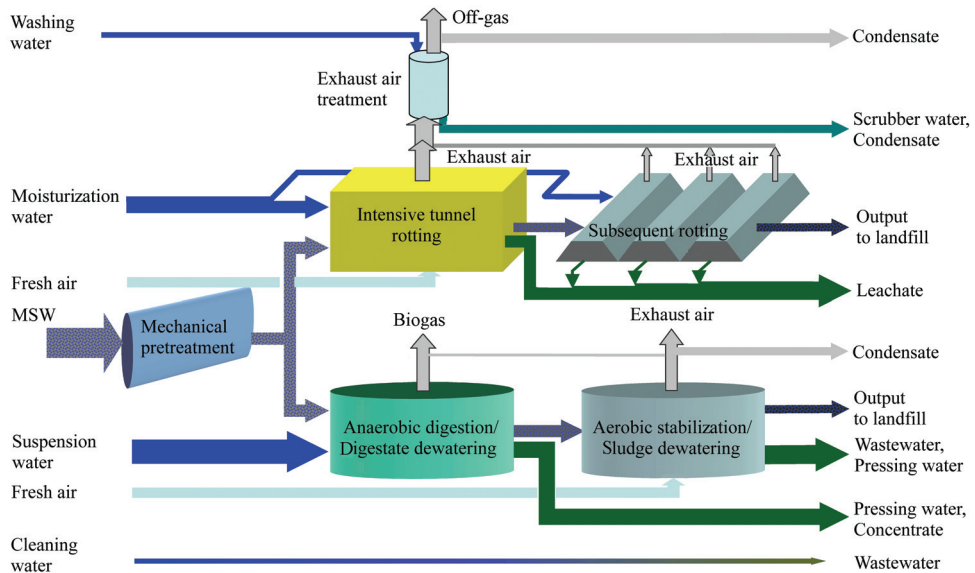 Washing
water
Off-gas
Condensate
Exhaust air
treatment
Scrubber water,
Condensate
Exhaust air
Exhaust air
Moisturization
water
Intensive tunnel
rotting
Subsequent rotting
Output
to landfill
Fresh air
Leachate
MSW
Mechanical
pretreatment
Biogas
Exhaust air
Condensate
Output
to landfill
Suspension
water
Anaerobic digestion/
Digestate dewatering
Aerobic stabilization/
Sludge dewatering
Wastewater,
Pressing water
Fresh air
Pressing water,
Concentrate
Cleaning
water
Wastewater